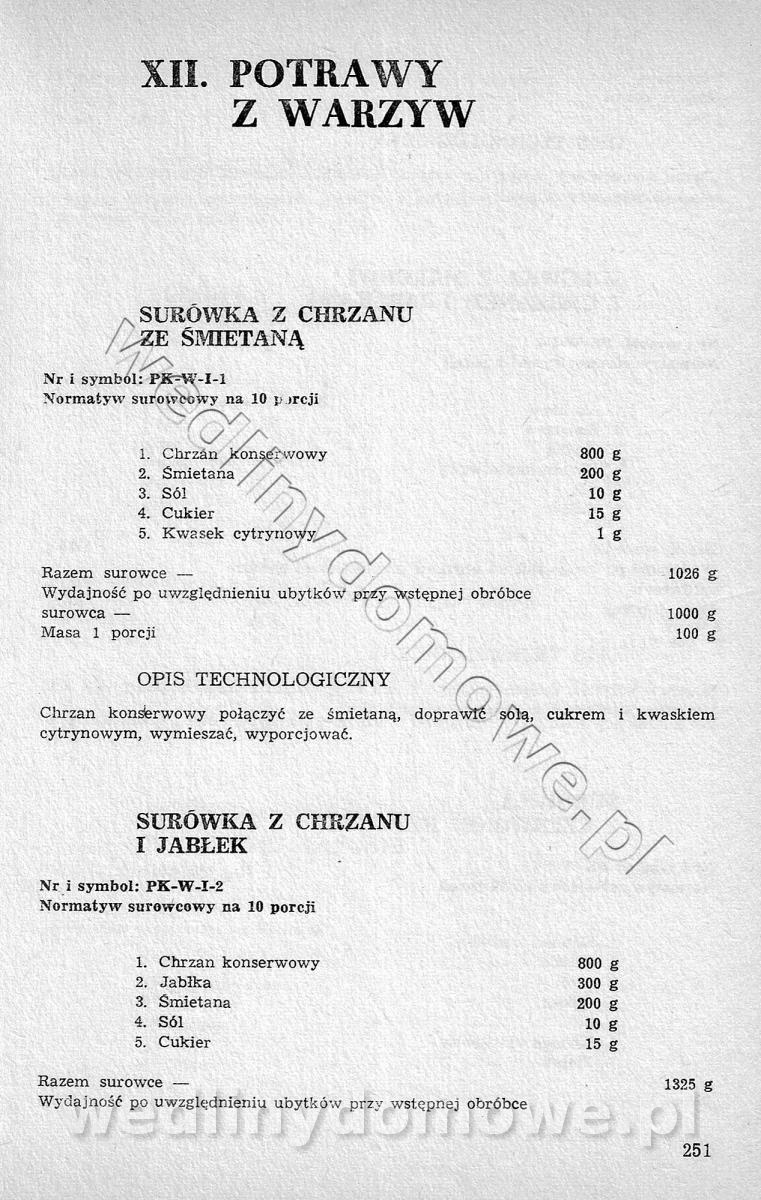 XII. POTRAWY
Z WARZYW
SURÓWKA Z CHRZANU
ZE ŚMIETANĄ
Nr i symbol: PK-W-I-1
Normatyw surowcowy na 10 porcji
1. Chrzan konserwowy 800 g
2. Śmietana 200 g
3. Sól 10 g
4. Cukier 15 g
5. Kwasek cytrynowy 1 g
Razem surowce — 1026 g
Wydajność po uwzględnieniu ubytków przy wstępnej obróbce
surowca — 1000 g
Masa 1 porcji 100 g
OPIS TECHNOLOGICZNY
Chrzan konserwowy połączyć ze śmietaną, doprawić solą, cukrem i kwaskiem
cytrynowym, wymieszać, wyporcjować.
SURÓWKA Z CHRZANU
I JABŁEK
Nr i symbol: PK-W-I-2
Normatyw surowcowy na 10 porcji
1. Chrzan konserwowy 800 g
2. Jabłka 300 g
3. Śmietana 200 g
4. Sól 10 g
5. Cukier 15 g
Razem surowce — 1325 g
Wydajność po uwzględnieniu ubytków przy wstępnej obróbce
251
wedlinydomowe.pl
wedlinydomowe.pl